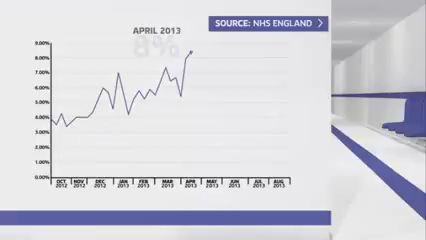 SOURCE: NHS ENGLAND
APRIL 2013
8%
9.00%
8.00%
7.00%
6.00%
5.00%
4.00%
3.00%
2.00%
1.00%
0.00%
OCT 2012
NOV 2012
DEC 2012
JAN 2013
FEB 2013
MAR 2013
APR 2013
MAY 2013
JUN 2013
JUL 2013
AUG 2013